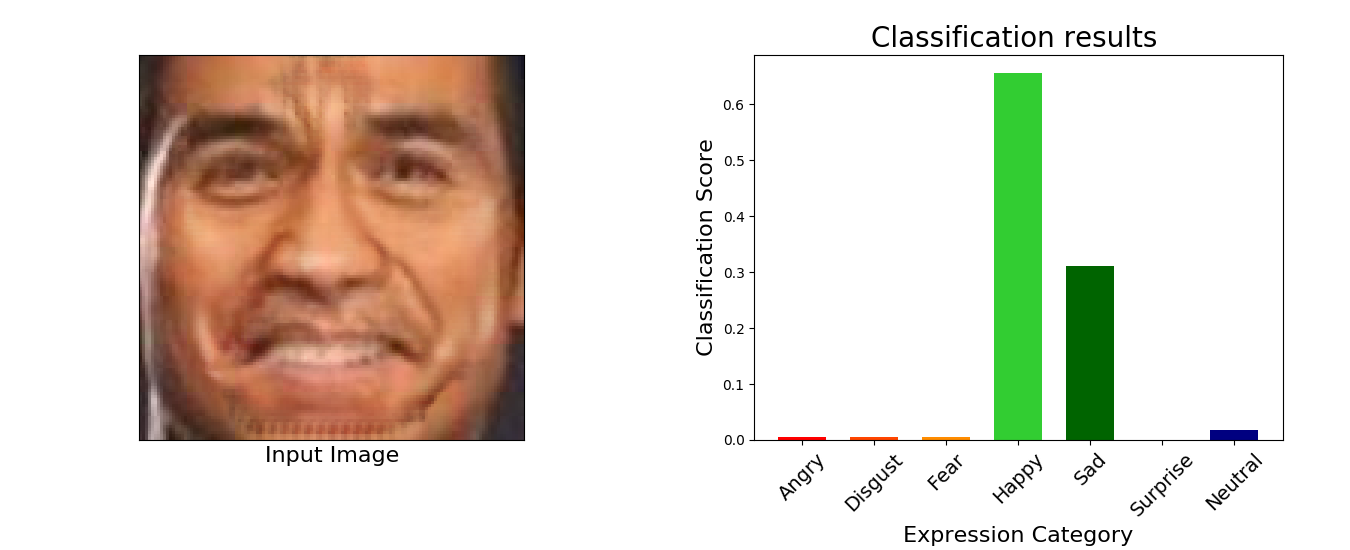 Input Image
Classification results
Classification Score
0.6
0.5
0.4
0.3
0.2
0.1
0.0
Angry
Disgust
Fear
Happy
Sad
Surprise
Neutral
Expression Category